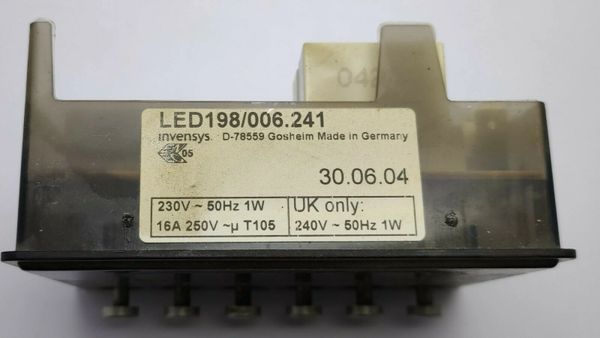 LED198/006.241
invensys. D-78559 Gosheim Made in Germany
05
30.06.04
230V ~ 50Hz 1W
16A 250V ~µ T105
UK only:
240V ~ 50Hz 1W